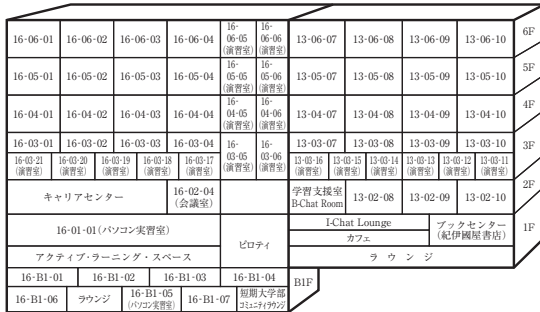 16-06-01 16-06-02 16-06-03 16-06-04 16-06-05(演習室) 16-06-06(演習室) 13-06-07 13-06-08 13-06-09 13-06-10 6F
16-05-01 16-05-02 16-05-03 16-05-04 16-05-05(演習室) 16-05-06(演習室) 13-05-07 13-05-08 13-05-09 13-05-10 5F
16-04-01 16-04-02 16-04-03 16-04-04 16-04-05(演習室) 16-04-06(演習室) 13-04-07 13-04-08 13-04-09 13-04-10 4F
16-03-01 16-03-02 16-03-03 16-03-04 16-03-05(演習室) 16-03-06(演習室) 13-03-07 13-03-08 13-03-09 13-03-10 3F
16-03-21(演習室) 16-03-20(演習室) 16-03-19(演習室) 16-03-18(演習室) 16-03-17(演習室) 13-03-16(演習室) 13-03-15(演習室) 13-03-14(演習室) 13-03-13(演習室) 13-03-12(演習室) 13-03-11(演習室)
キャリアセンター 16-02-04(会議室) 学習支援室 B-Chat Room 13-02-08 13-02-09 13-02-10 2F
16-01-01(パソコン実習室) ピロティ I-Chat Lounge ブックセンター(紀伊國屋書店) 1F
カフェ
アクティブ・ラーニング・スペース ラウンジ
16-B1-01 16-B1-02 16-B1-03 16-B1-04 B1F
16-B1-06 ラウンジ 16-B1-05(パソコン実習室) 16-B1-07 短期大学部コミュニティラウンジ